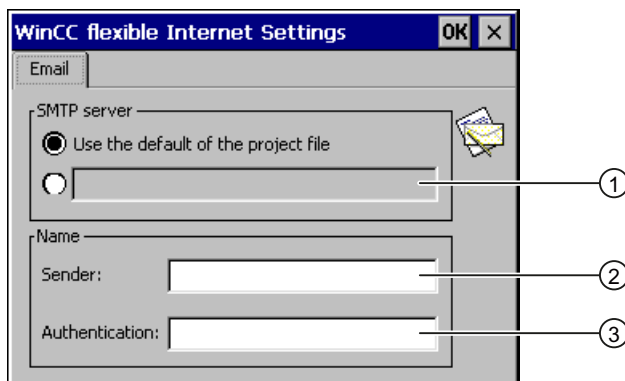 WinCC flexible Internet Settings OK ×
Email
SMTP server
Use the default of the project file
1
Name
Sender:
2
Authentication:
3